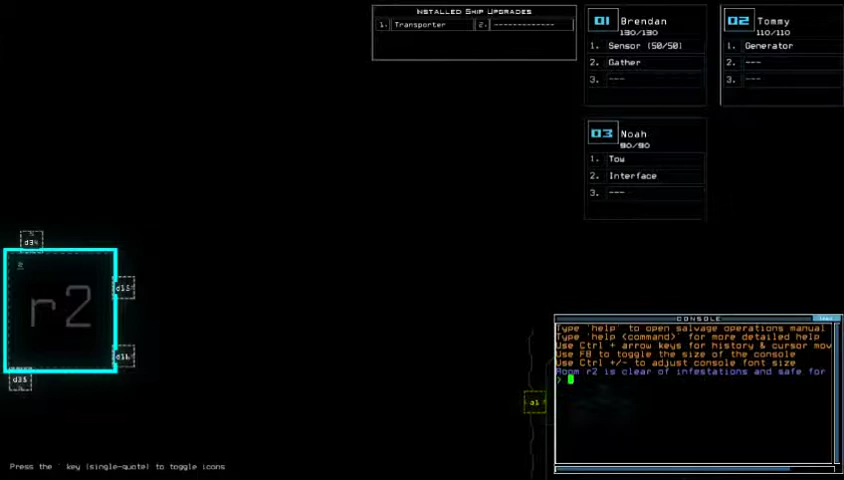 INSTALLED SHIP UPGRADES
1. Transporter 2. -------------
01 Brendan
130/130
1. Sensor (50/50)
2. Gather
3. ---
02 Tommy
110/110
1. Generator
2. ---
3. ---
03 Noah
90/90
1. Tow
2. Interface
3. ---
d34
r2
d15
d16
d35
a1
CONSOLE
Type 'help' to open salvage operations manual
Type 'help <command>' for more detailed help
Use Ctrl + arrow keys for history & cursor mov
Use F8 to toggle the size of the console
Use Ctrl +/- to adjust console font size
Room r2 is clear of infestations and safe for
>
Press the ' key (single-quote) to toggle icons